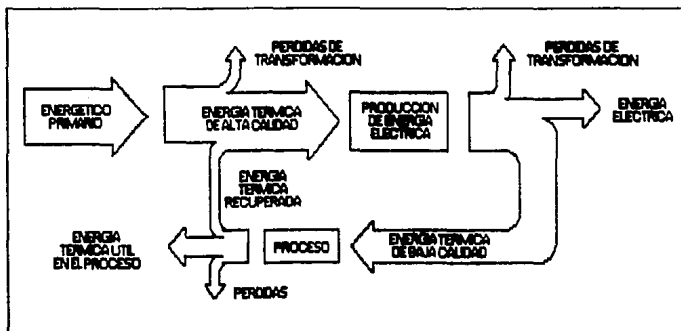 PERDIDAS DE
TRANSFORMACION
PERDIDAS DE
TRANSFORMACION
ENERGETICO
PRIMARIO
ENERGIA TERMICA
DE ALTA CALIDAD
PRODUCCION
DE ENERGIA
ELECTRICA
ENERGIA
ELECTRICA
ENERGIA
TERMICA
RECUPERADA
ENERGIA
TERMICA UTIL
EN EL PROCESO
PROCESO
ENERGIA TERMICA
DE BAJA CALIDAD
PERDIDAS